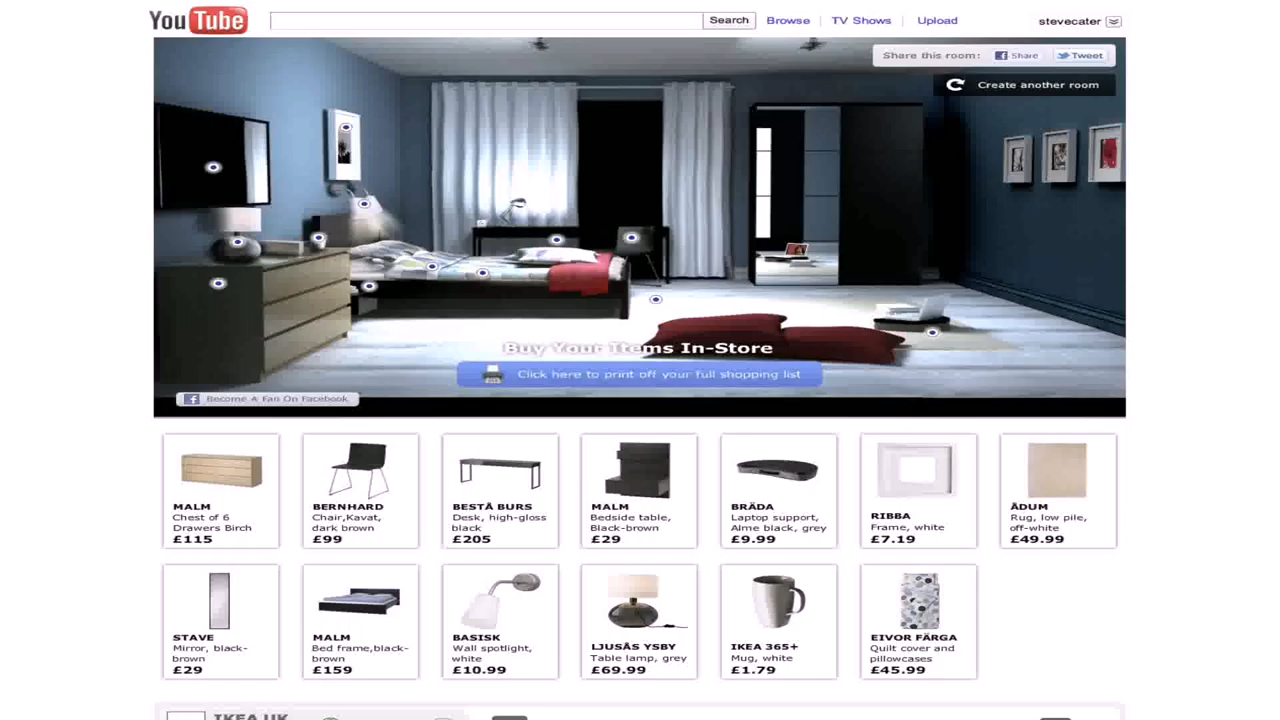 You Tube
Search
Browse
TV Shows
Upload
stevecater
Share this room:
Share
Tweet
Create another room
Buy Your Items In-Store
Click here to print off your full shopping list
Become A Fan On Facebook
MALM
Chest of 6
Drawers Birch
£115
BERNHARD
Chair,Kavat,
dark brown
£99
BESTÅ BURS
Desk, high-gloss
black
£205
MALM
Bedside table,
Black-brown
£29
BRÄDA
Laptop support,
Alme black, grey
£9.99
RIBBA
Frame, white
£7.19
ÅDUM
Rug, low pile,
off-white
£49.99
STAVE
Mirror, black-
brown
£29
MALM
Bed frame,black-
brown
£159
BASISK
Wall spotlight,
white
£10.99
LJUSÅS YSBY
Table lamp, grey
£69.99
IKEA 365+
Mug, white
£1.79
EIVOR FÄRGA
Quilt cover and
pillowcases
£45.99
IKEA UK